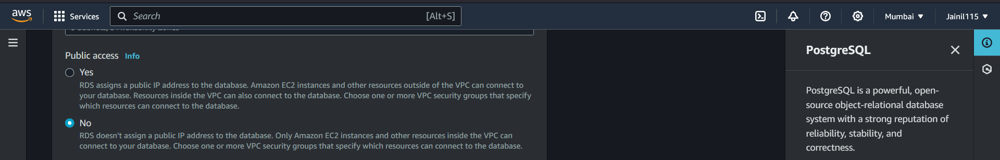 aws
Services
Search
[Alt+S]
Mumbai
Jainil115
Public access Info
Yes
RDS assigns a public IP address to the database. Amazon EC2 instances and other resources outside of the VPC can connect to
your database. Resources inside the VPC can also connect to the database. Choose one or more VPC security groups that specify
which resources can connect to the database.
No
RDS doesn't assign a public IP address to the database. Only Amazon EC2 instances and other resources inside the VPC can
connect to your database. Choose one or more VPC security groups that specify which resources can connect to the database.
PostgreSQL
PostgreSQL is a powerful, open-
source object-relational database
system with a strong reputation of
reliability, stability, and
correctness.